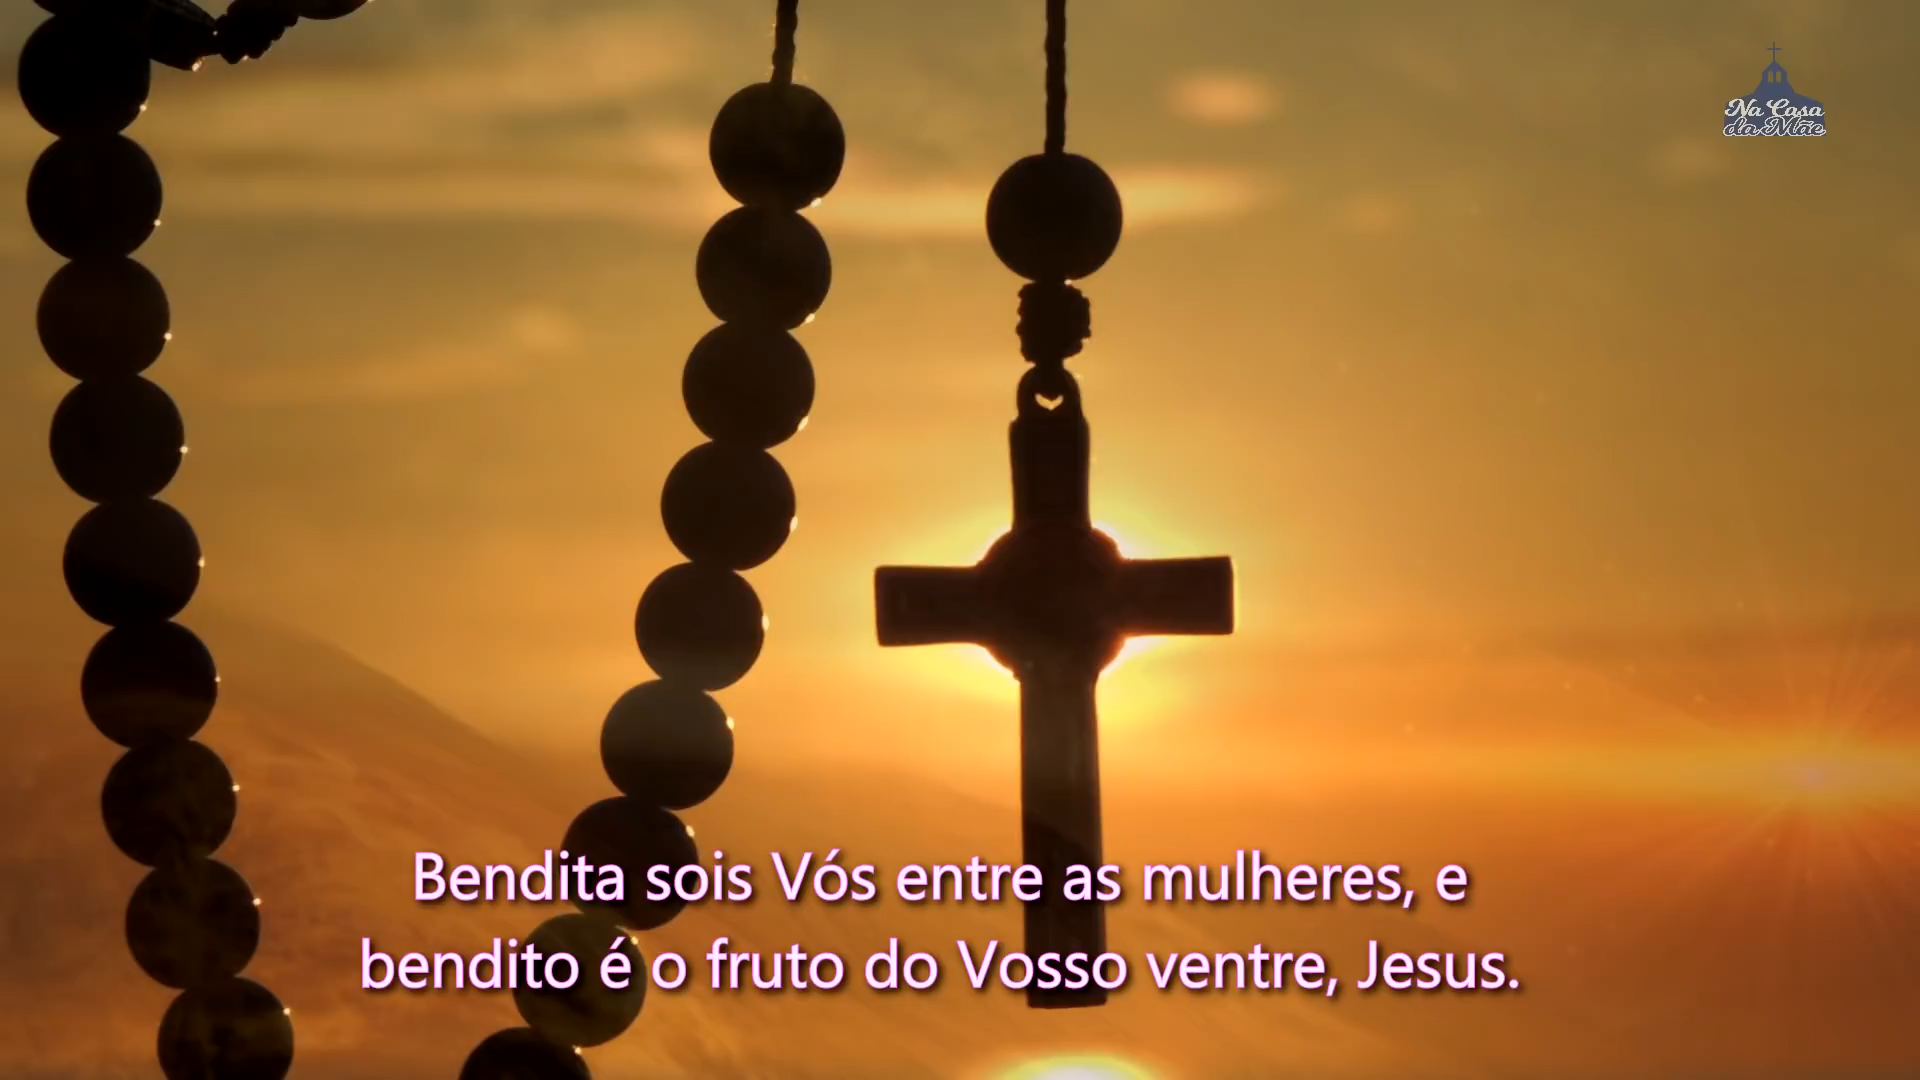 Na Casa
da Mãe
Bendita sois Vós entre as mulheres, e
bendito é o fruto do Vosso ventre, Jesus.